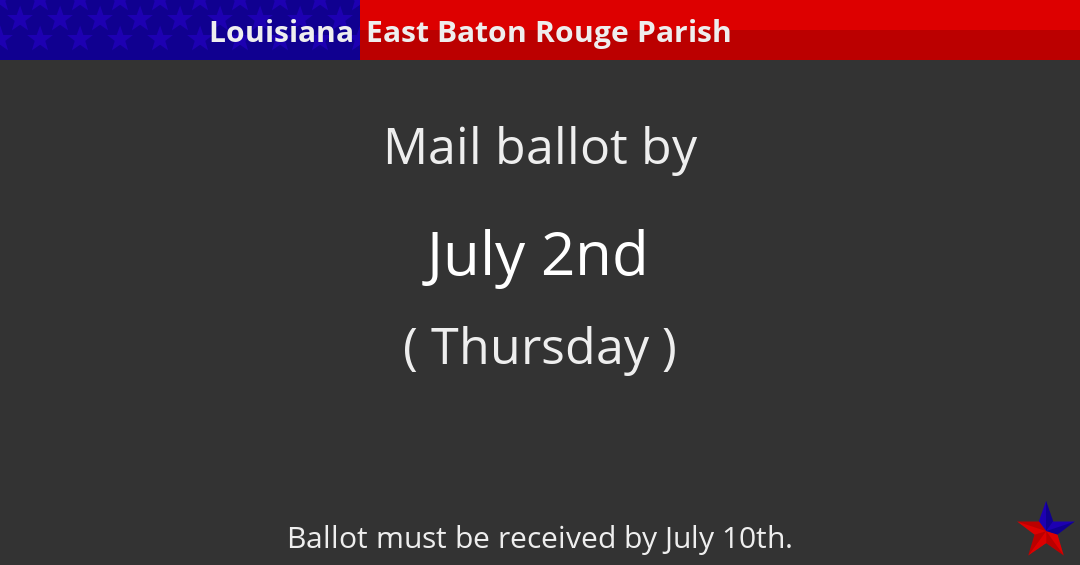 Louisiana East Baton Rouge Parish
Mail ballot by
July 2nd
( Thursday )
Ballot must be received by July 10th.